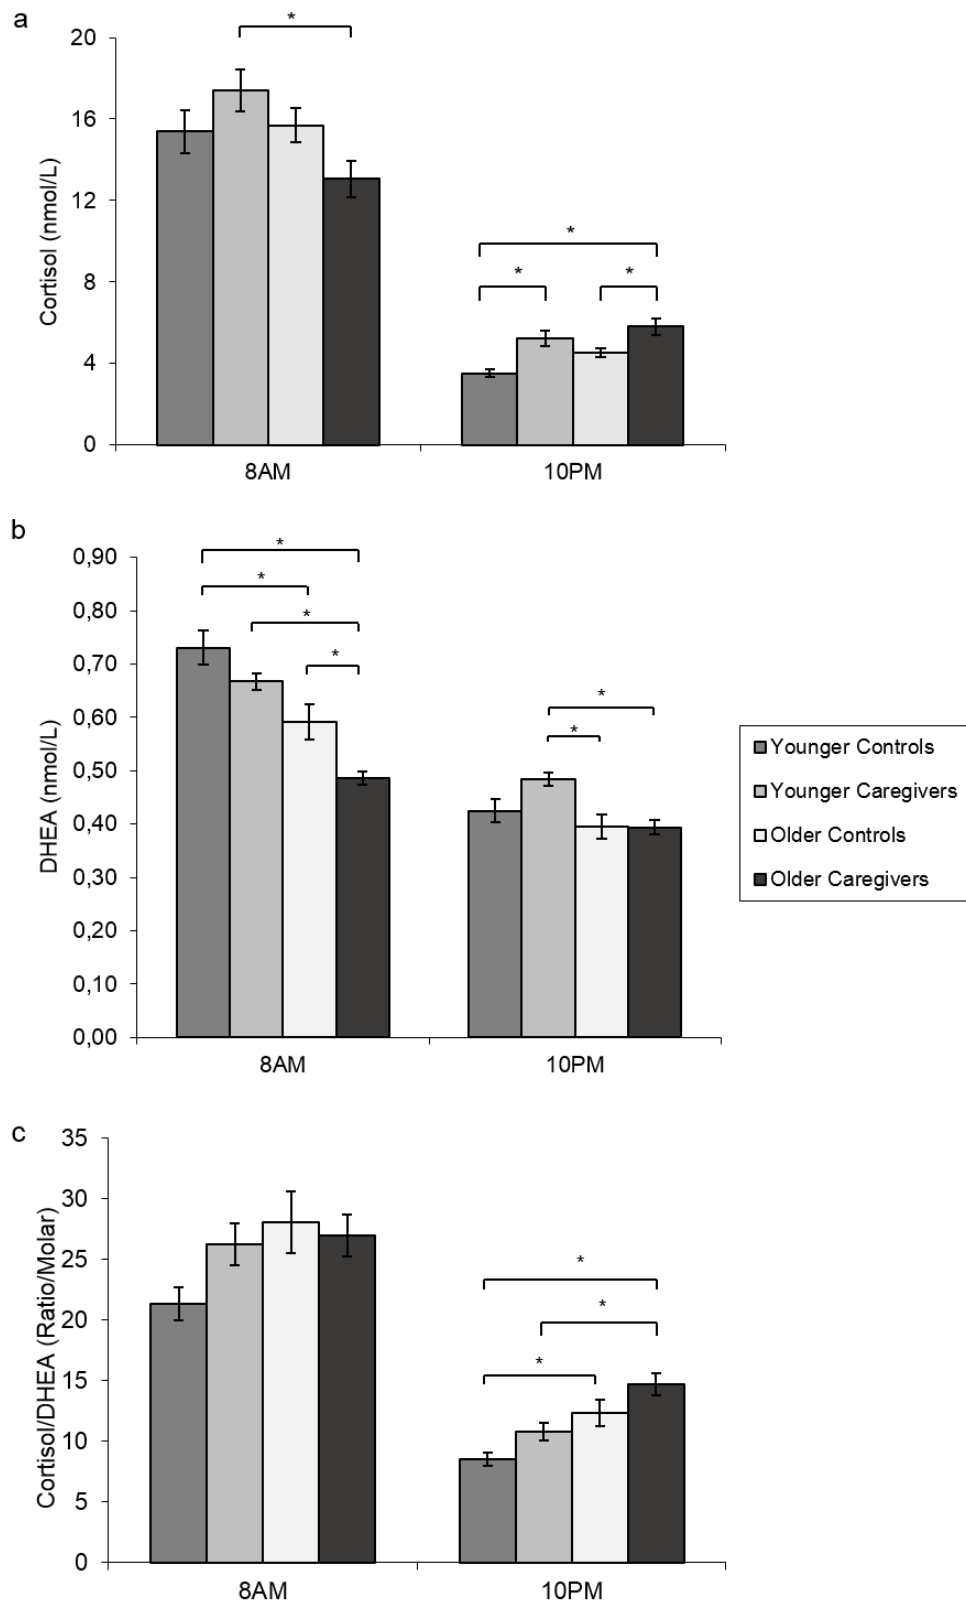 a
*
20
16
12
8
4
0
Cortisol (nmol/L)
*
*
*
8AM
10PM
b
0,90
0,80
0,70
0,60
0,50
0,40
0,30
0,20
0,10
0,00
DHEA (nmol/L)
*
*
*
*
*
*
8AM
10PM
Younger Controls
Younger Caregivers
Older Controls
Older Caregivers
c
35
30
25
20
15
10
5
0
Cortisol/DHEA (Ratio/Molar)
*
*
*
8AM
10PM